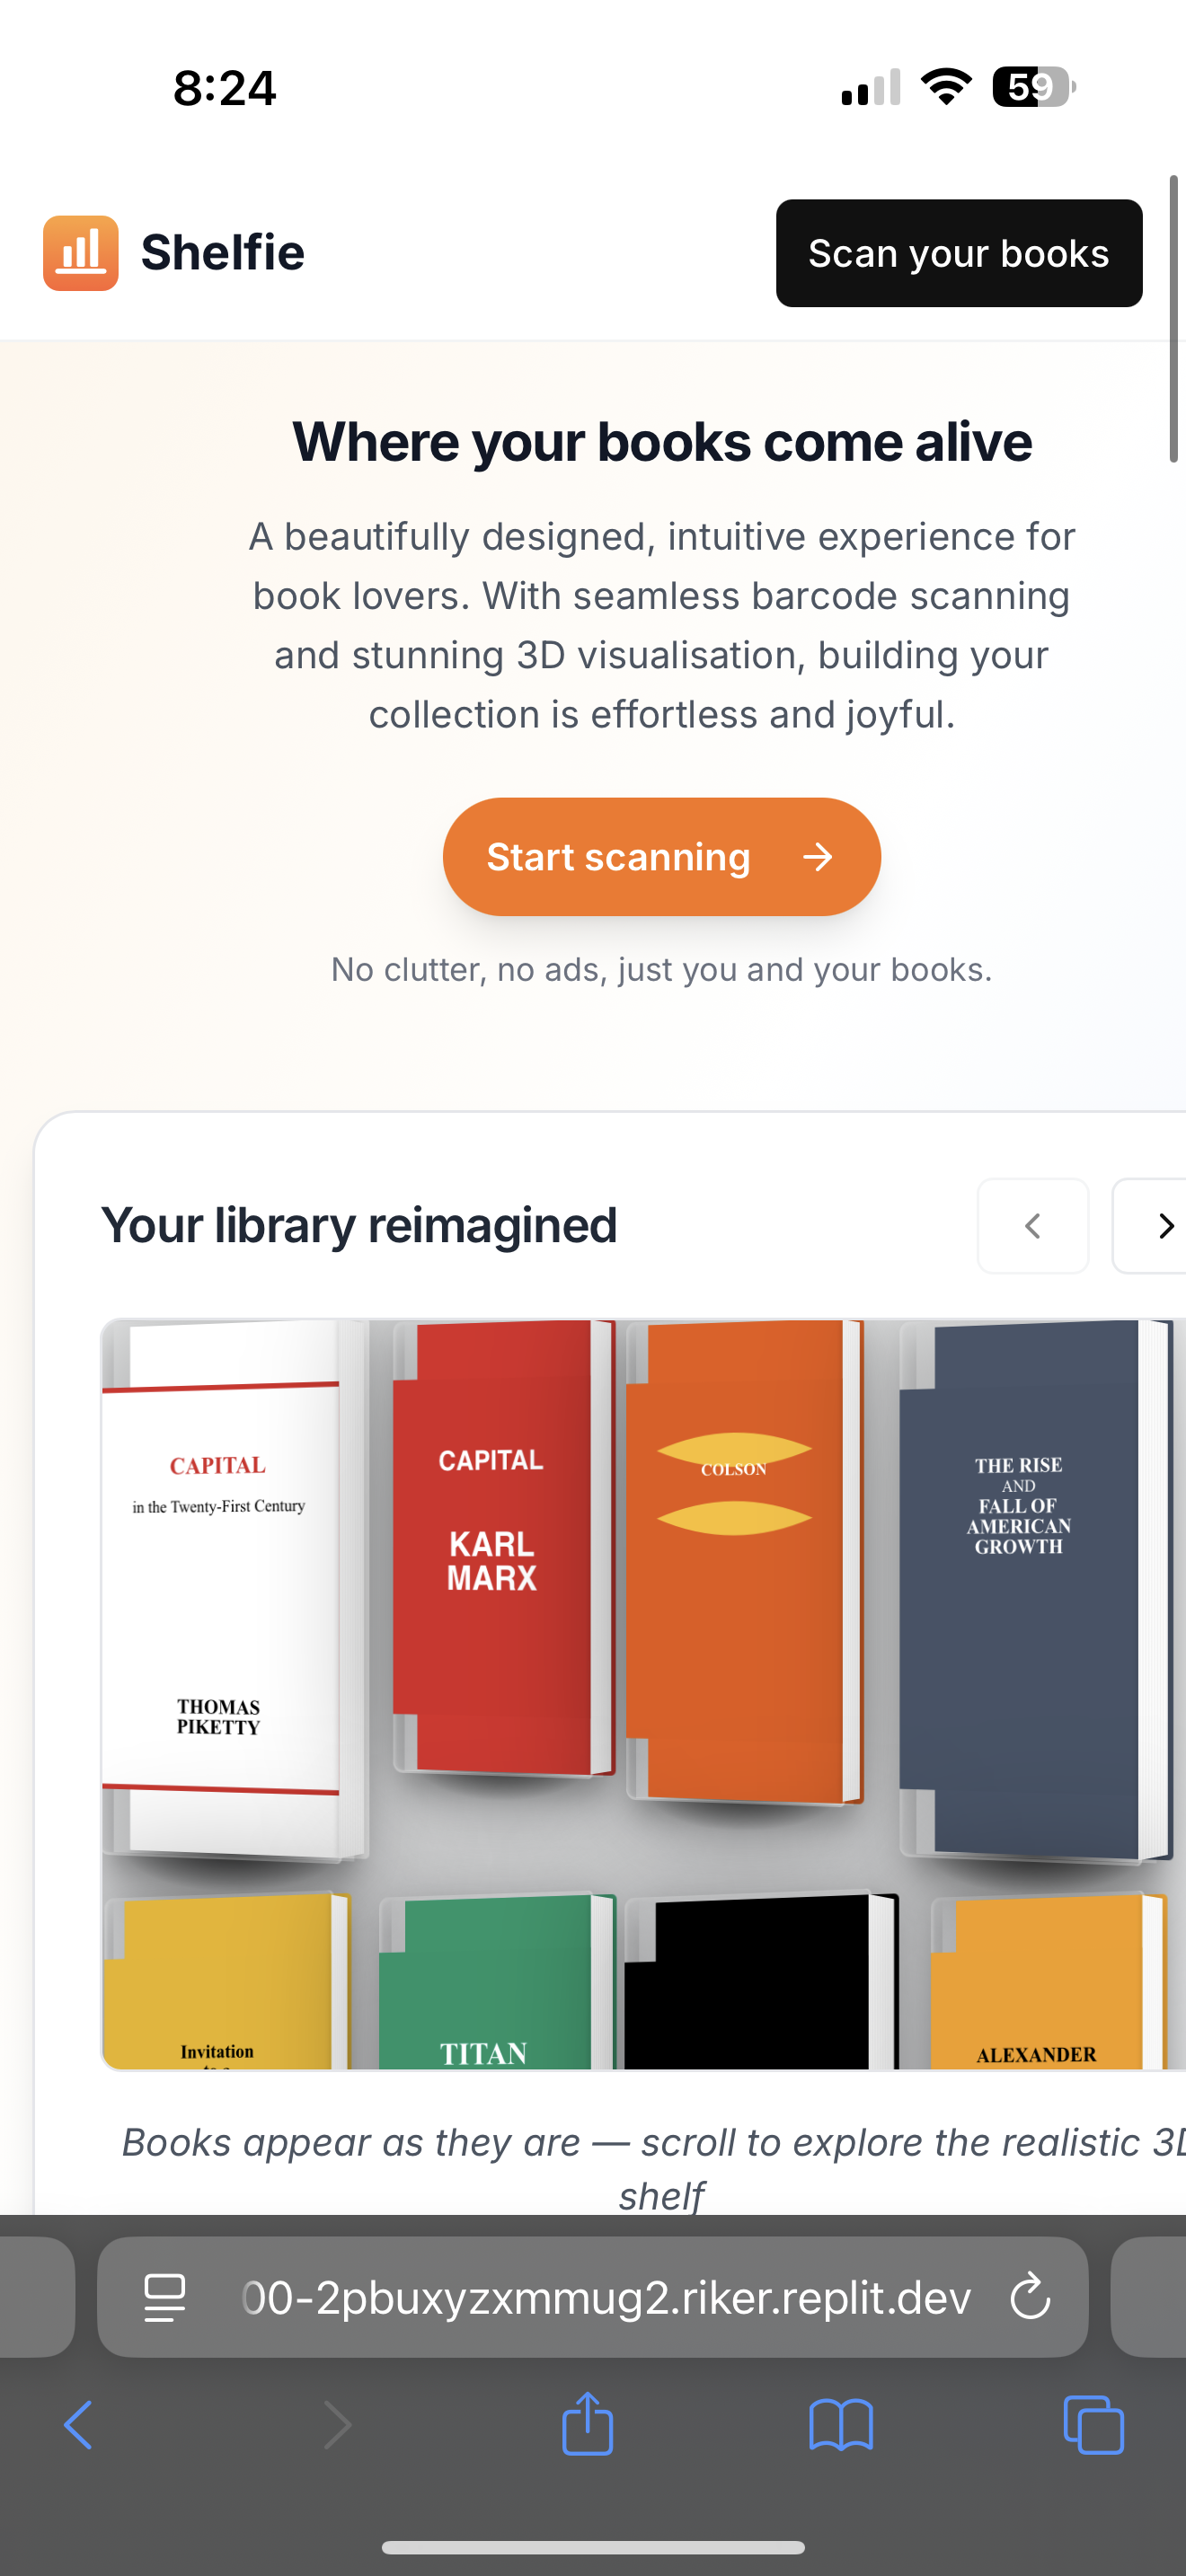 8:24
59
Shelfie
Scan your books
Where your books come alive
A beautifully designed, intuitive experience for
book lovers. With seamless barcode scanning
and stunning 3D visualisation, building your
collection is effortless and joyful.
Start scanning
No clutter, no ads, just you and your books.
Your library reimagined
CAPITAL
in the Twenty-First Century
THOMAS
PIKETTY
CAPITAL
KARL
MARX
COLSON
THE RISE
AND
FALL OF
AMERICAN
GROWTH
Invitation
TITAN
ALEXANDER
Books appear as they are — scroll to explore the realistic 3D
shelf
00-2pbuxyzxmmug2.riker.replit.dev